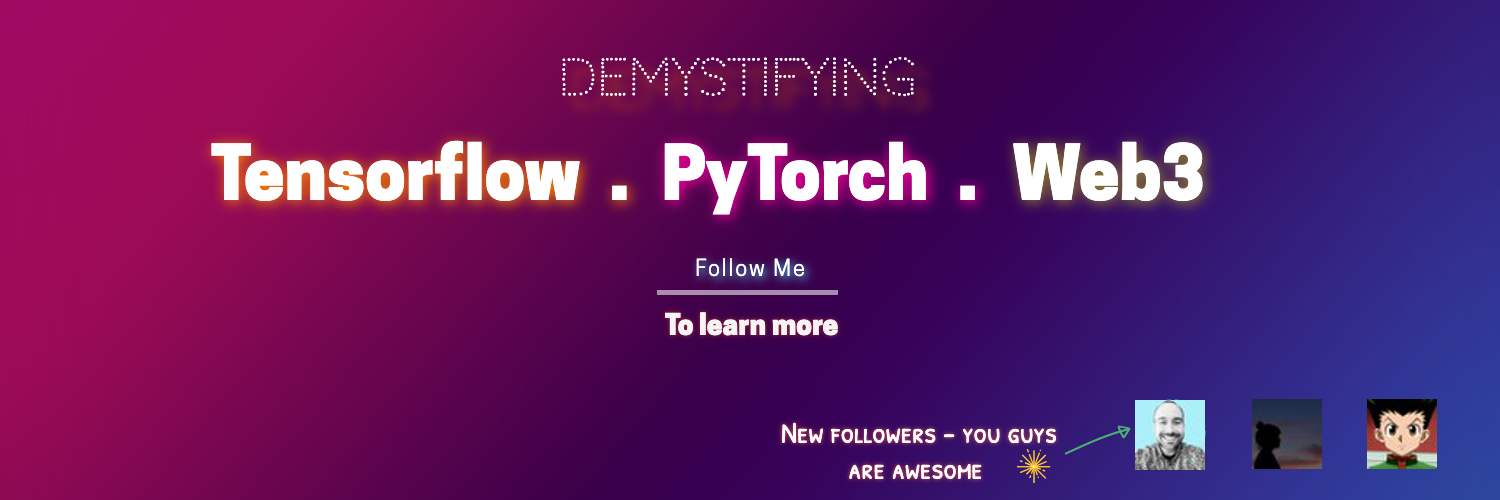 DEMYSTIFYING
Tensorflow . PyTorch . Web3
Follow Me
To learn more
New followers - you guys
are awesome